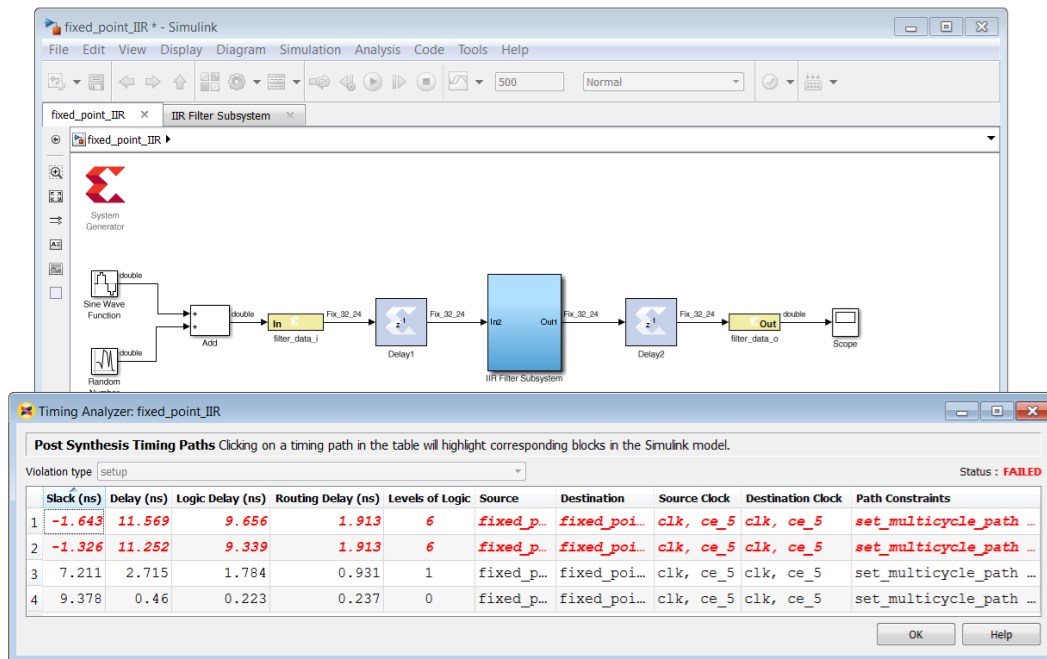 fixed_point_IIR * - Simulink
File Edit View Display Diagram Simulation Analysis Code Tools Help
500 Normal
fixed_point_IIR × IIR Filter Subsystem ×
fixed_point_IIR
System
Generator
double
Sine Wave
Function
double
Add
double
In
filter_data_i
Fix_32_24
z-1
Delay1
Fix_32_24
In2 Out1
IIR Filter Subsystem
Fix_32_24
z-1
Delay2
Fix_32_24
Out
filter_data_o
double
Scope
Random
Timing Analyzer: fixed_point_IIR
Post Synthesis Timing Paths Clicking on a timing path in the table will highlight corresponding blocks in the Simulink model.
Violation type setup Status : FAILED
Slack (ns) Delay (ns) Logic Delay (ns) Routing Delay (ns) Levels of Logic Source Destination Source Clock Destination Clock Path Constraints
1 -1.643 11.569 9.656 1.913 6 fixed_p... fixed_poi... clk, ce_5 clk, ce_5 set_multicycle_path ...
2 -1.326 11.252 9.339 1.913 6 fixed_p... fixed_poi... clk, ce_5 clk, ce_5 set_multicycle_path ...
3 7.211 2.715 1.784 0.931 1 fixed_p... fixed_poi... clk, ce_5 clk, ce_5 set_multicycle_path ...
4 9.378 0.46 0.223 0.237 0 fixed_p... fixed_poi... clk, ce_5 clk, ce_5 set_multicycle_path ...
OK Help